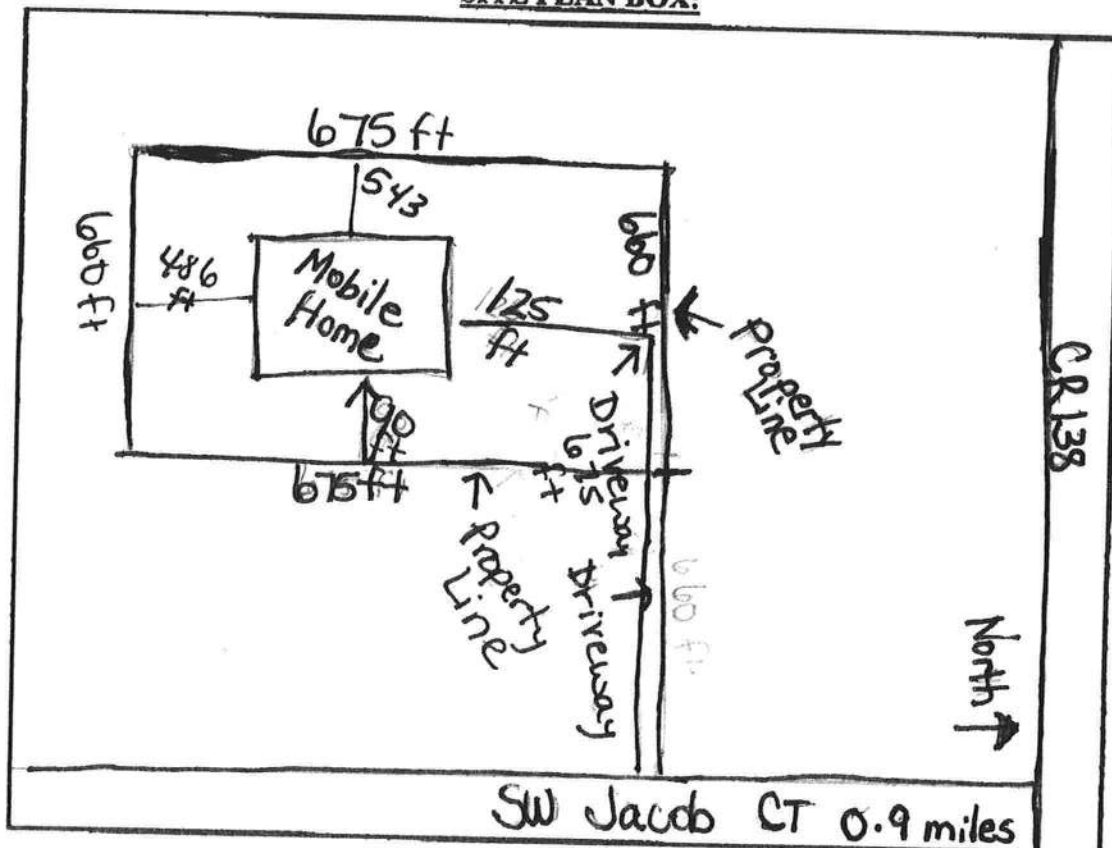 SITE PLAN BOX:
675 ft
543
660 ft
486
ft
Mobile
Home
125
ft
660 ft
Property
Line
CR138
90
ft
675 ft
Driveway
675
ft
Property
Line
Driveway
660 ft
North
SW Jacob CT 0.9 miles